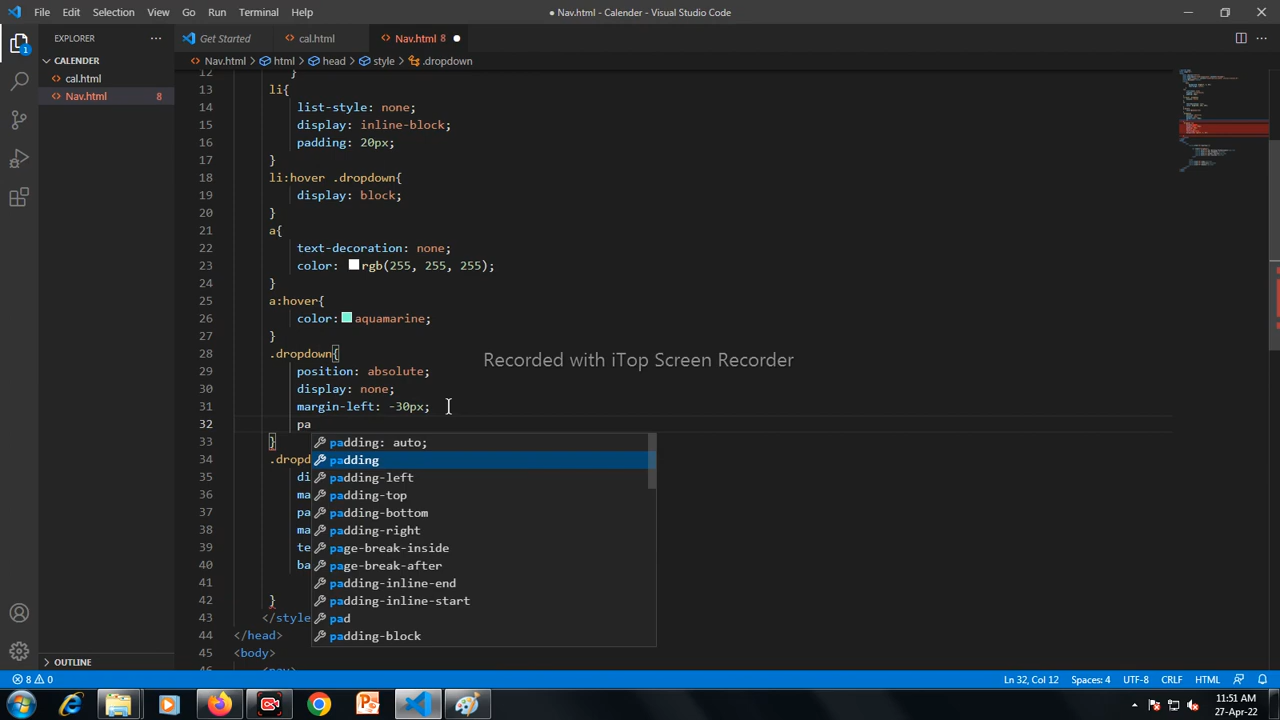 File Edit Selection View Go Run Terminal Help
● Nav.html - Calender - Visual Studio Code
EXPLORER
CALENDER
cal.html
Nav.html 8
OUTLINE
1
Get Started cal.html Nav.html 8
Nav.html > html > head > style > .dropdown
12 }
13 li{
14 list-style: none;
15 display: inline-block;
16 padding: 20px;
17 }
18 li:hover .dropdown{
19 display: block;
20 }
21 a{
22 text-decoration: none;
23 color: rgb(255, 255, 255);
24 }
25 a:hover{
26 color: aquamarine;
27 }
28 .dropdown{
29 position: absolute;
30 display: none;
31 margin-left: -30px;
32 pa
33 }
34 .dropd
35 di
36 ma
37 pa
38 ma
39 te
40 ba
41
42 }
43 </style
44 </head>
45 <body>
46 <nav>
padding: auto;
padding
padding-left
padding-top
padding-bottom
padding-right
page-break-inside
page-break-after
padding-inline-end
padding-inline-start
pad
padding-block
Recorded with iTop Screen Recorder
8 0
Ln 32, Col 12 Spaces: 4 UTF-8 CRLF HTML
11:51 AM
27-Apr-22